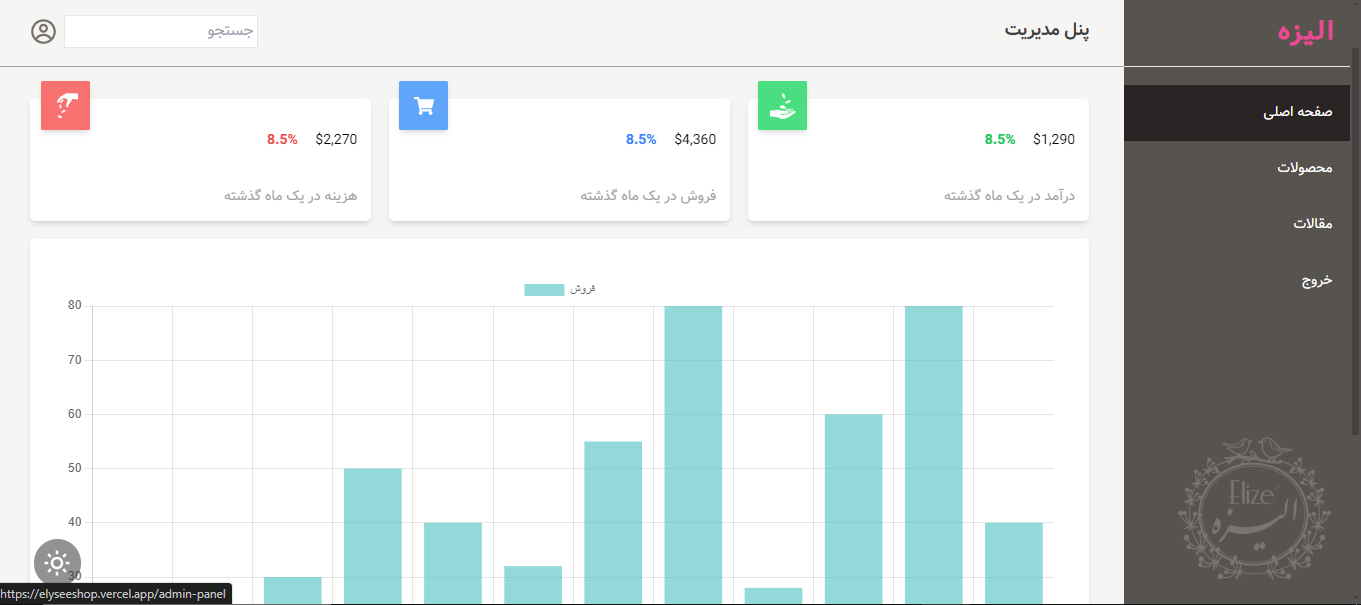 الیزه
پنل مدیریت
جستجو
صفحه اصلی
محصولات
مقالات
خروج
$1,290 8.5%
درآمد در یک ماه گذشته
$4,360 8.5%
فروش در یک ماه گذشته
$2,270 8.5%
هزینه در یک ماه گذشته
فروش
80
70
60
50
40
30
Elizé
الیزه
https://elyseeshop.vercel.app/admin-panel